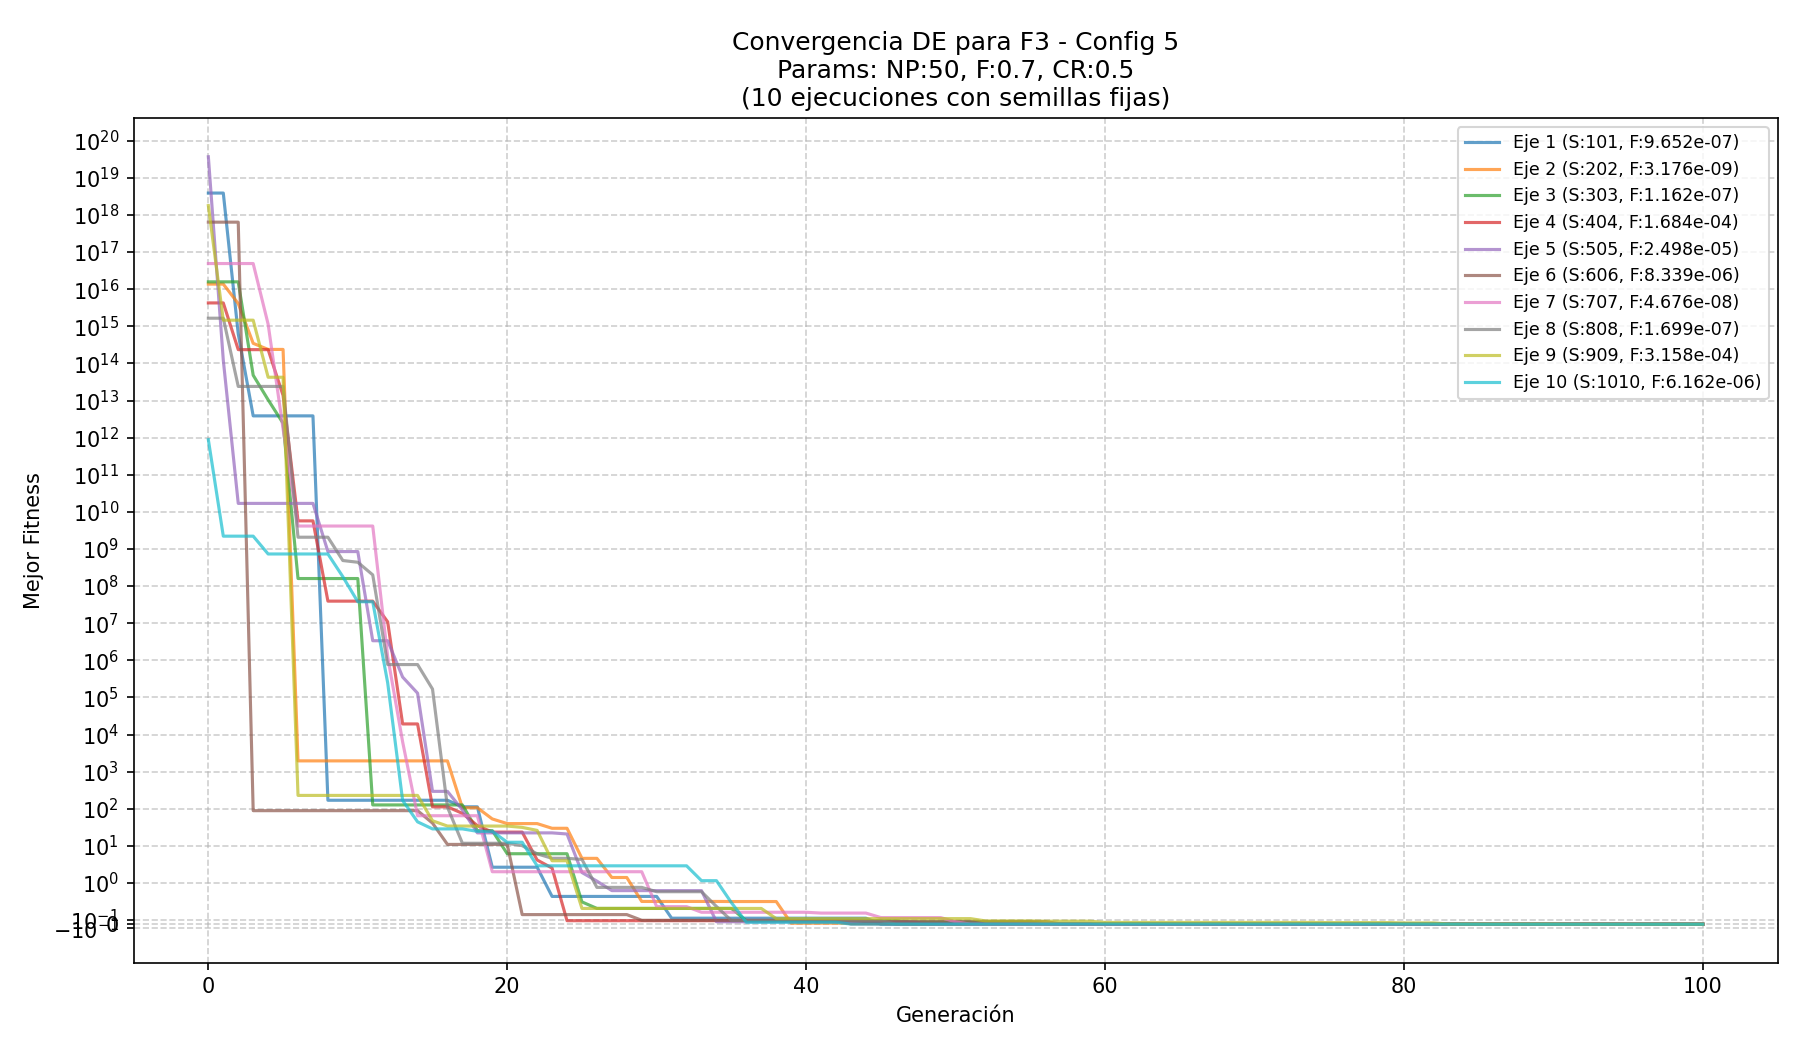 Convergencia DE para F3 - Config 5
Params: NP:50, F:0.7, CR:0.5
(10 ejecuciones con semillas fijas)
Mejor Fitness
10^20
10^19
10^18
10^17
10^16
10^15
10^14
10^13
10^12
10^11
10^10
10^9
10^8
10^7
10^6
10^5
10^4
10^3
10^2
10^1
10^0
10^-1
0
-10^-1
Eje 1 (S:101, F:9.652e-07)
Eje 2 (S:202, F:3.176e-09)
Eje 3 (S:303, F:1.162e-07)
Eje 4 (S:404, F:1.684e-04)
Eje 5 (S:505, F:2.498e-05)
Eje 6 (S:606, F:8.339e-06)
Eje 7 (S:707, F:4.676e-08)
Eje 8 (S:808, F:1.699e-07)
Eje 9 (S:909, F:3.158e-04)
Eje 10 (S:1010, F:6.162e-06)
0 20 40 60 80 100
Generación